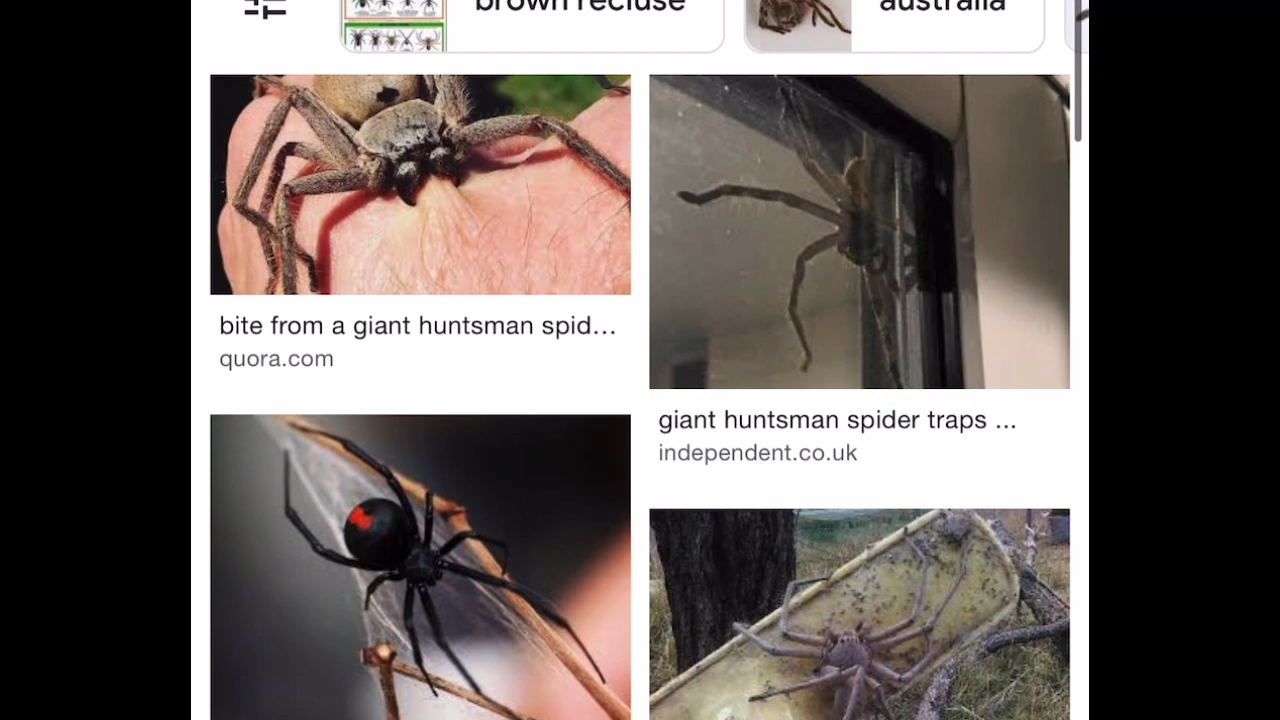 brown recluse
australia
bite from a giant huntsman spid...
quora.com
giant huntsman spider traps ...
independent.co.uk